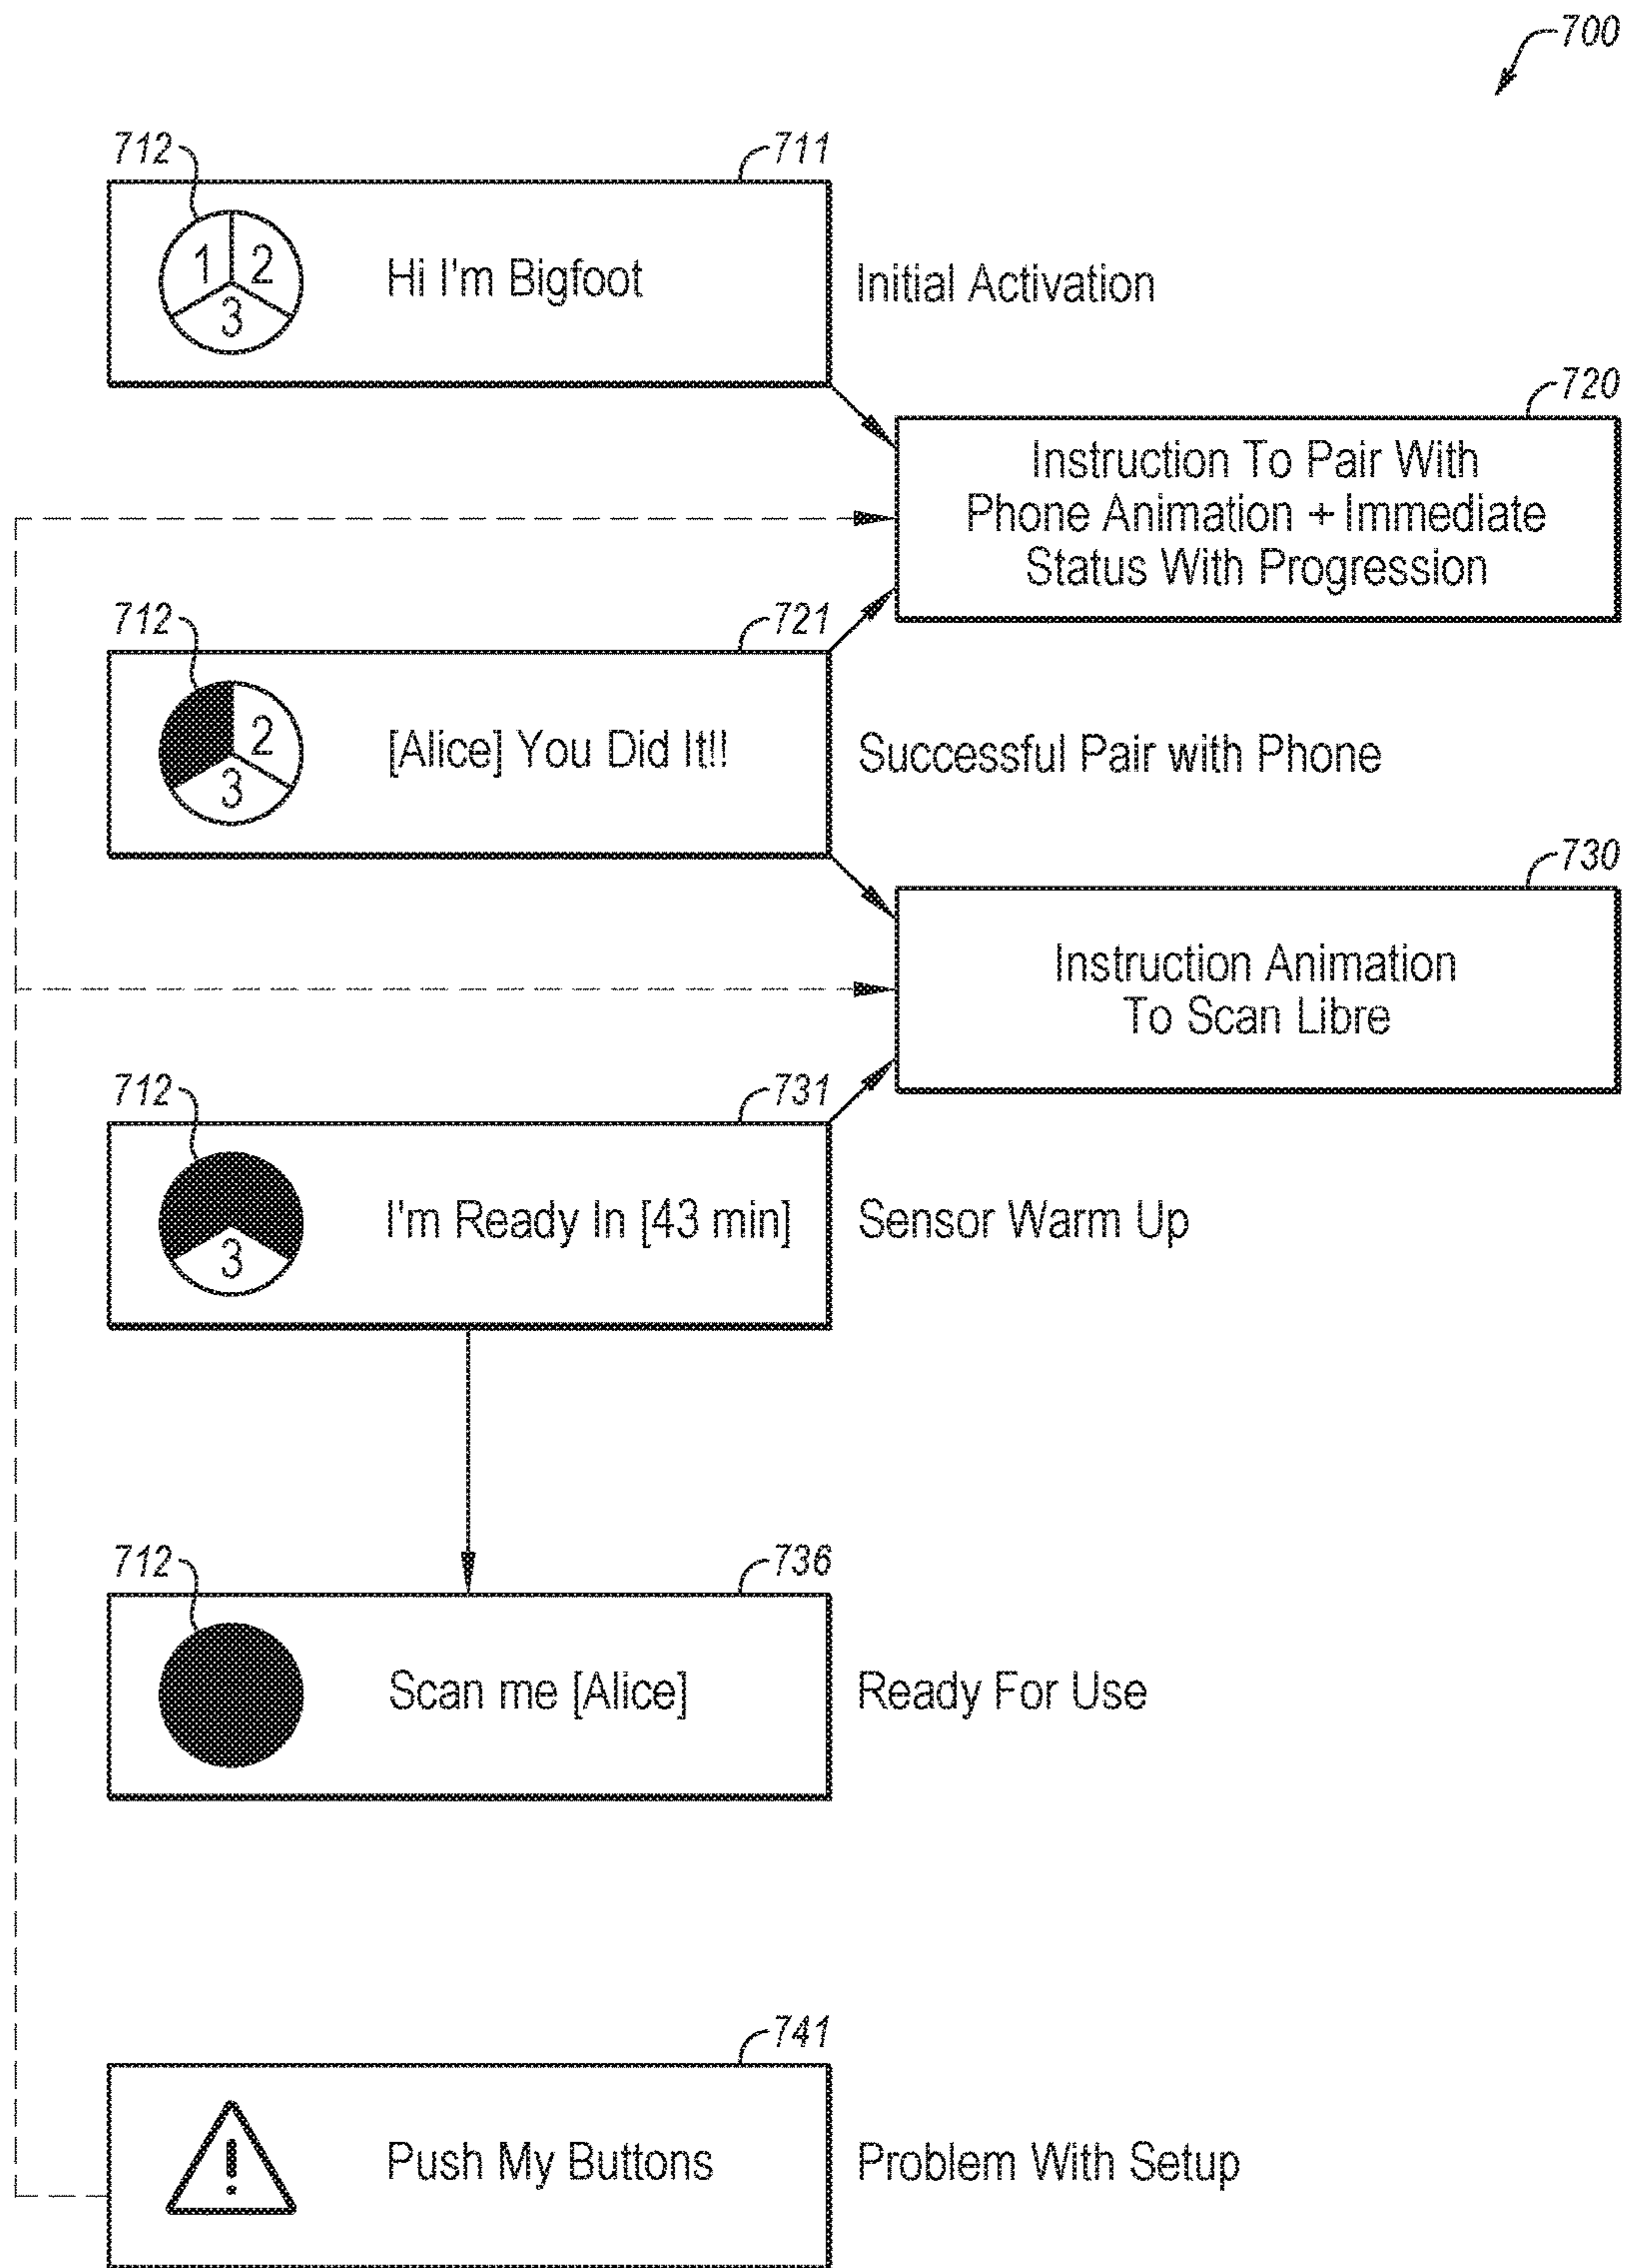 700
712
711
1
2
3
Hi I'm Bigfoot
Initial Activation
720
Instruction To Pair With
Phone Animation + Immediate
Status With Progression
712
721
2
3
[Alice] You Did It!!
Successful Pair with Phone
730
Instruction Animation
To Scan Libre
712
731
3
I'm Ready In [43 min]
Sensor Warm Up
712
736
Scan me [Alice]
Ready For Use
741
!
Push My Buttons
Problem With Setup